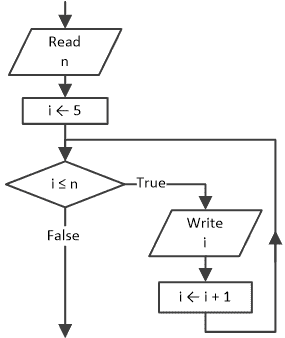 Read
n
i ← 5
i ≤ n
True
False
Write
i
i ← i + 1